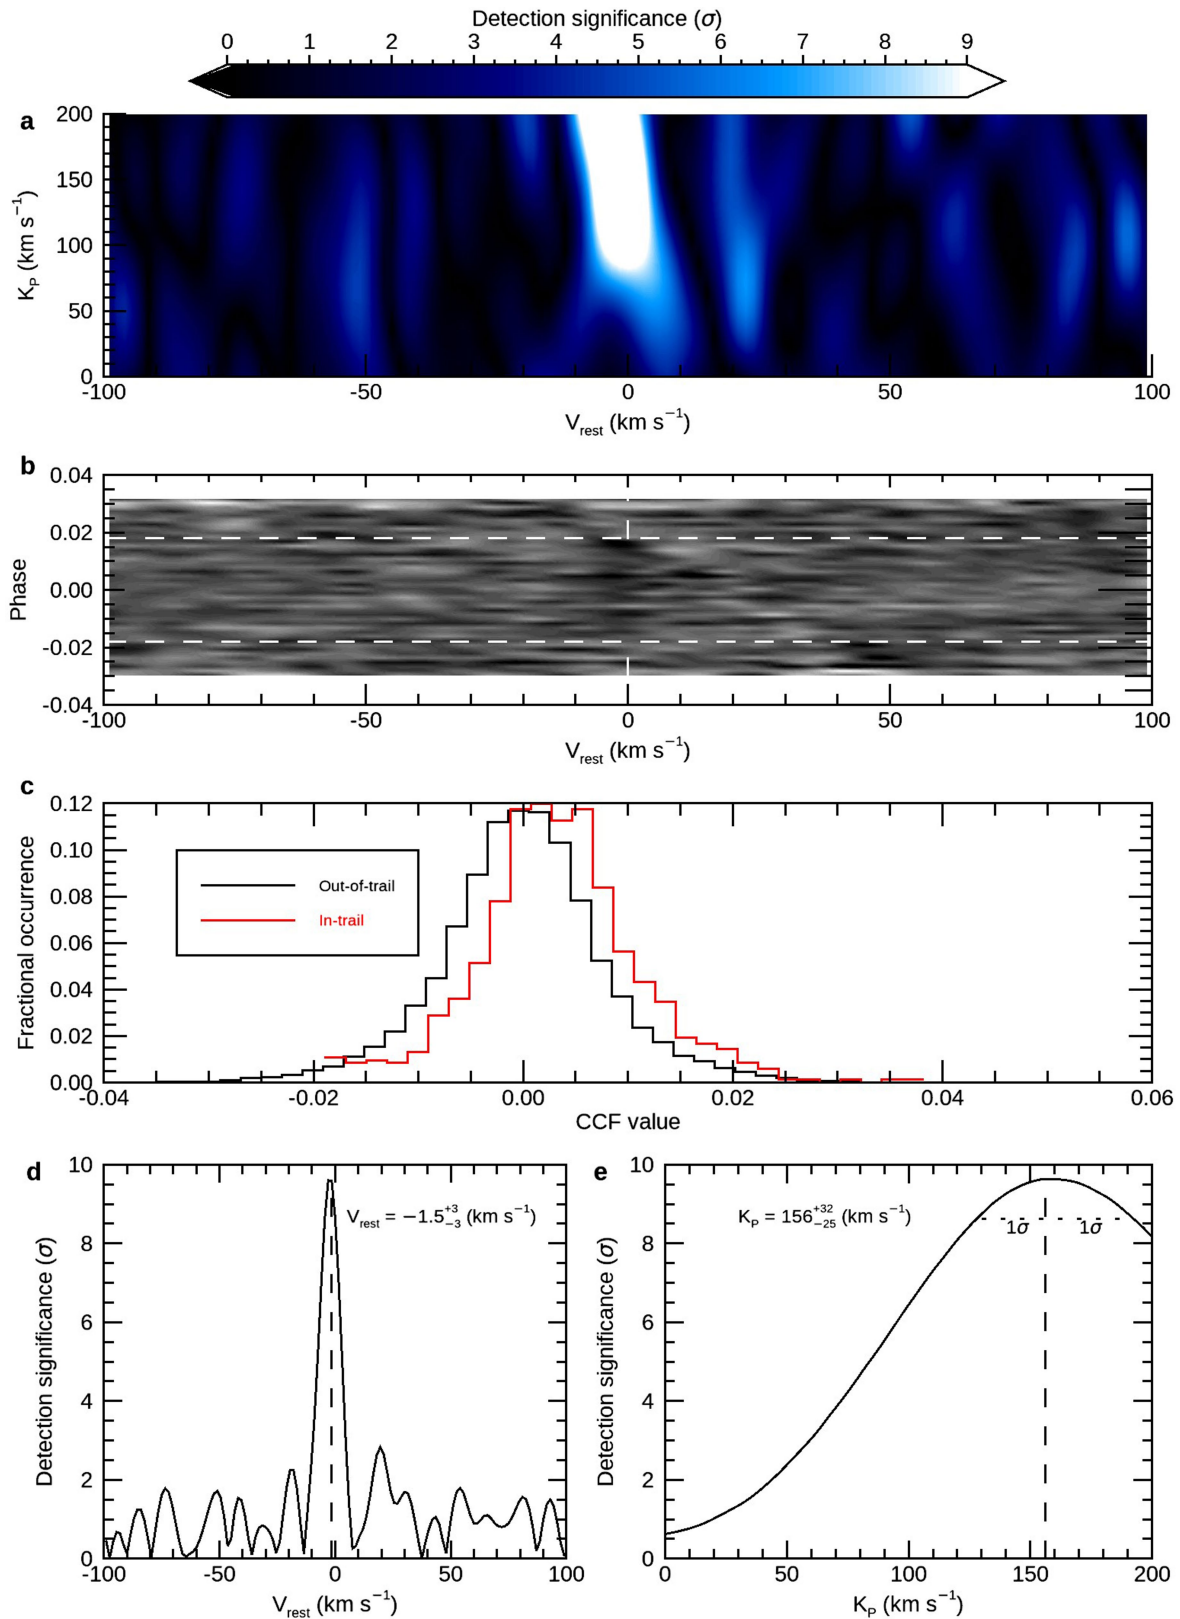 Detection significance (σ)
0 1 2 3 4 5 6 7 8 9
a
200
150
100
50
0
K_P (km s⁻¹)
-100 -50 0 50 100
V_rest (km s⁻¹)
b
0.04
0.02
0.00
-0.02
-0.04
Phase
-100 -50 0 50 100
V_rest (km s⁻¹)
c
0.12
0.10
0.08
0.06
0.04
0.02
0.00
Fractional occurrence
Out-of-trail
In-trail
-0.04 -0.02 0.00 0.02 0.04 0.06
CCF value
d
10
8
6
4
2
0
Detection significance (σ)
V_rest = −1.5⁺³₋₃ (km s⁻¹)
-100 -50 0 50 100
V_rest (km s⁻¹)
e
10
8
6
4
2
0
Detection significance (σ)
K_P = 156⁺³²₋₂₅ (km s⁻¹)
1σ 1σ
0 50 100 150 200
K_P (km s⁻¹)